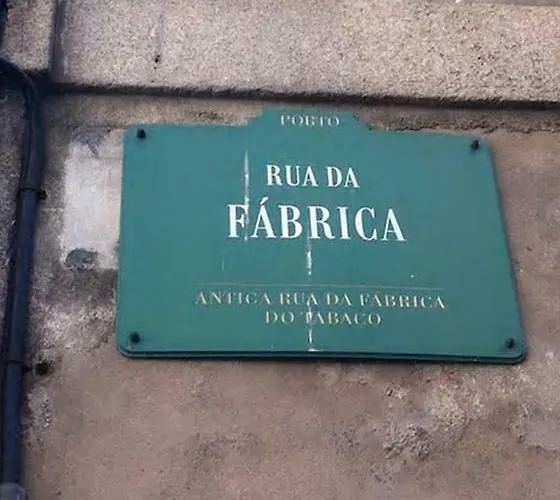 PORTO
RUA DA
FÁBRICA
ANTIGA RUA DA FÁBRICA
DO TABACO